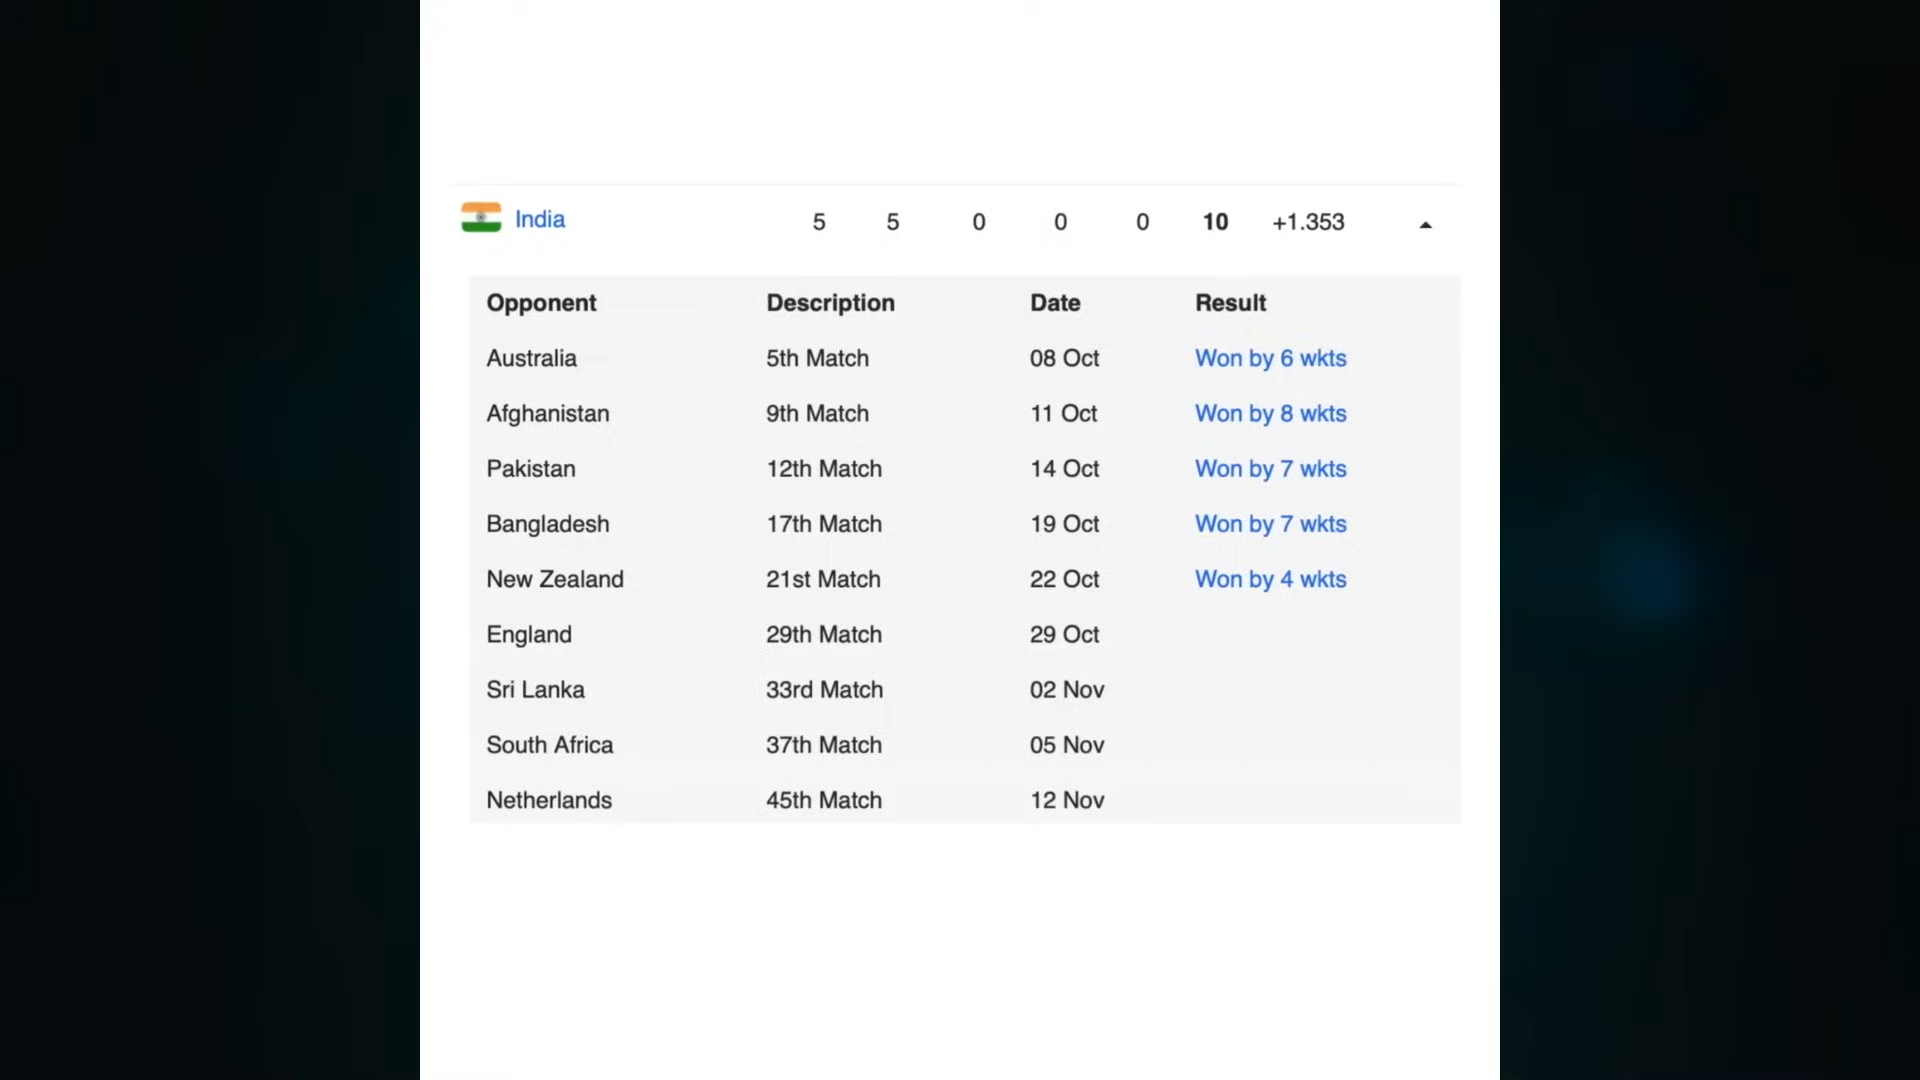 India 5 5 0 0 0 10 +1.353
Opponent Description Date Result
Australia 5th Match 08 Oct Won by 6 wkts
Afghanistan 9th Match 11 Oct Won by 8 wkts
Pakistan 12th Match 14 Oct Won by 7 wkts
Bangladesh 17th Match 19 Oct Won by 7 wkts
New Zealand 21st Match 22 Oct Won by 4 wkts
England 29th Match 29 Oct
Sri Lanka 33rd Match 02 Nov
South Africa 37th Match 05 Nov
Netherlands 45th Match 12 Nov